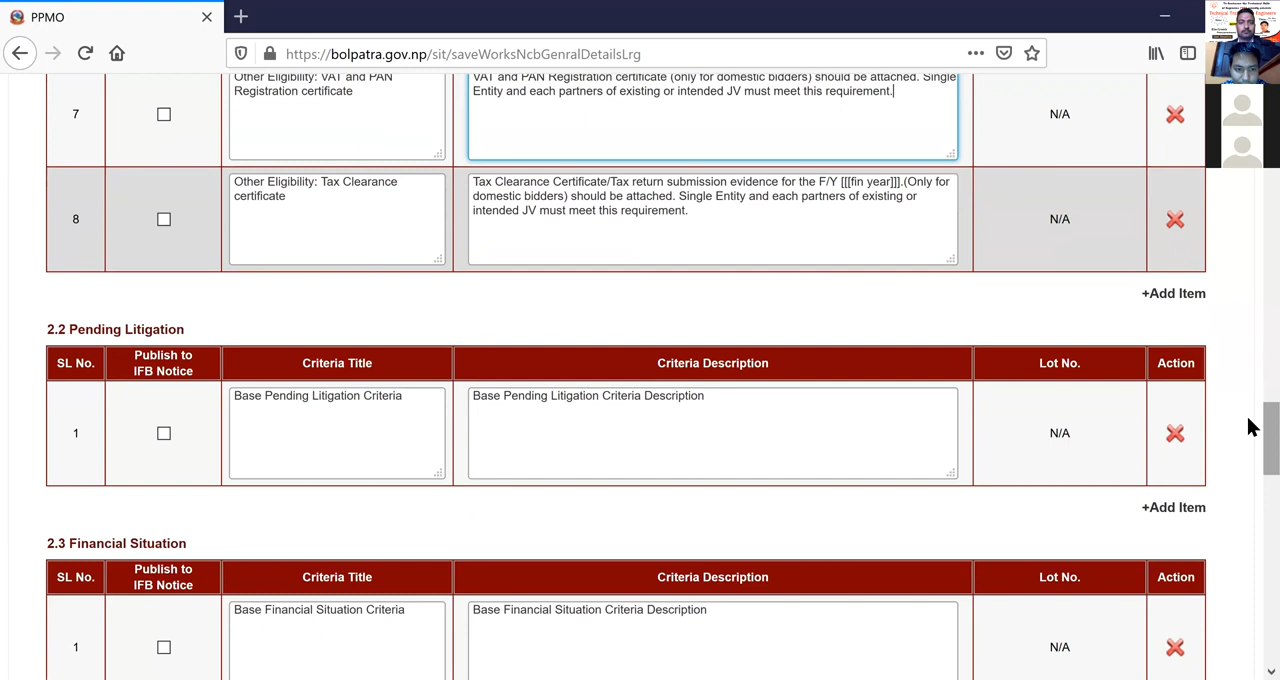 PPMO
https://bolpatra.gov.np/sit/saveWorksNcbGenralDetailsLrg
7
Other Eligibility: VAT and PAN
Registration certificate
VAT and PAN Registration certificate (only for domestic bidders) should be attached. Single
Entity and each partners of existing or intended JV must meet this requirement.
N/A
8
Other Eligibility: Tax Clearance
certificate
Tax Clearance Certificate/Tax return submission evidence for the F/Y [[[fin year]]].(Only for
domestic bidders) should be attached. Single Entity and each partners of existing or
intended JV must meet this requirement.
N/A
+Add Item
2.2 Pending Litigation
SL No.
Publish to
IFB Notice
Criteria Title
Criteria Description
Lot No.
Action
1
Base Pending Litigation Criteria
Base Pending Litigation Criteria Description
N/A
+Add Item
2.3 Financial Situation
SL No.
Publish to
IFB Notice
Criteria Title
Criteria Description
Lot No.
Action
1
Base Financial Situation Criteria
Base Financial Situation Criteria Description
N/A